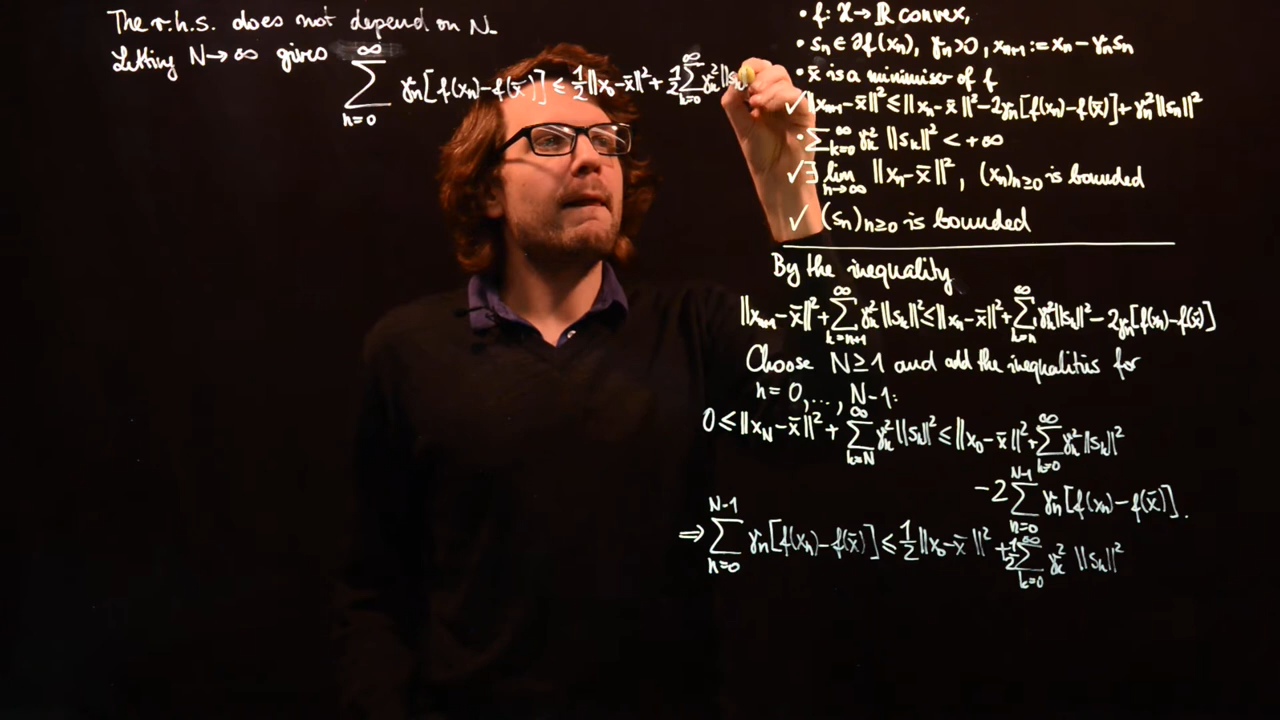 The r.h.s. does not depend on N.
Letting N→∞ gives ∑_{n=0}^{∞} γ_n[f(x_n)-f(x̄)] ≤ ½‖x_0-x̄‖² + ½∑_{k=0}^{∞} γ_k²‖s_k
• f: X→ℝ convex,
• s_n ∈ ∂f(x_n), γ_n>0, x_{n+1} := x_n - γ_n s_n
• x̄ is a minimiser of f
✓‖x_{n+1}-x̄‖² ≤ ‖x_n-x̄‖² - 2γ_n[f(x_n)-f(x̄)] + γ_n²‖s_n‖²
• ∑_{k=0}^{∞} γ_k²‖s_k‖² < +∞
✓∃ lim_{n→∞} ‖x_n-x̄‖², (x_n)_{n≥0} is bounded
✓ (s_n)_{n≥0} is bounded
By the inequality
‖x_{n+1}-x̄‖² + ∑_{k=n+1}^{∞} γ_k²‖s_k‖² ≤ ‖x_n-x̄‖² + ∑_{k=n}^{∞} γ_k²‖s_k‖² - 2γ_n[f(x_n)-f(x̄)]
Choose N≥1 and add the inequalities for
n=0,..., N-1:
0 ≤ ‖x_N-x̄‖² + ∑_{k=N}^{∞} γ_k²‖s_k‖² ≤ ‖x_0-x̄‖² + ∑_{k=0}^{∞} γ_k²‖s_k‖²
-2∑_{n=0}^{N-1} γ_n[f(x_n)-f(x̄)].
⇒ ∑_{n=0}^{N-1} γ_n[f(x_n)-f(x̄)] ≤ ½‖x_0-x̄‖² + ½∑_{k=0}^{∞} γ_k²‖s_k‖²